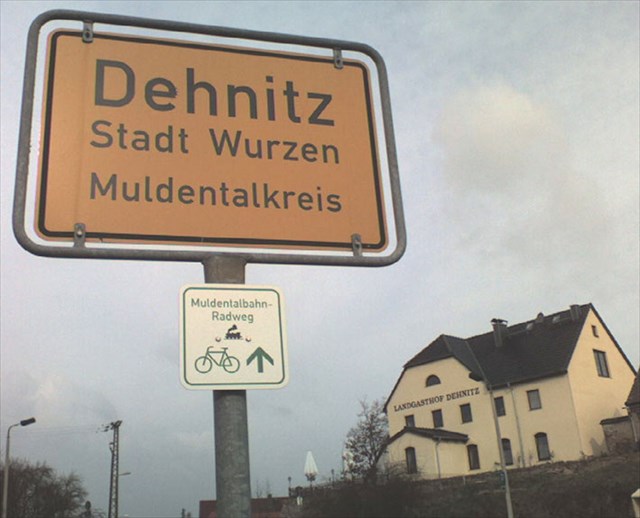 Dehnitz
Stadt Wurzen
Muldentalkreis
Muldentalbahn-
Radweg
LANDGASTHOF DEHNITZ